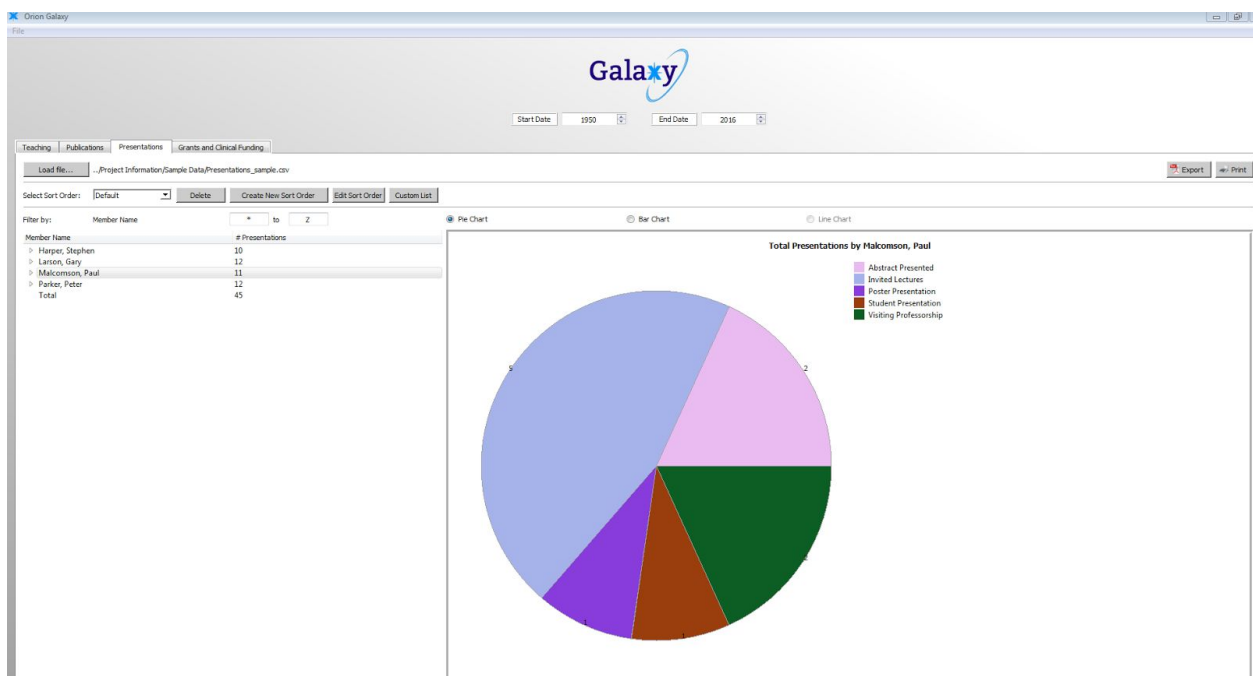 Orion Galaxy
File
Galaxy
Start Date 1950 End Date 2016
Teaching Publications Presentations Grants and Clinical Funding
Load file... ../Project Information/Sample Data/Presentations_sample.csv Export Print
Select Sort Order: Default Delete Create New Sort Order Edit Sort Order Custom List
Filter by: Member Name * to Z
Pie Chart Bar Chart Line Chart
Member Name # Presentations
Harper, Stephen 10
Larson, Gary 12
Malcomson, Paul 11
Parker, Peter 12
Total 45
Total Presentations by Malcomson, Paul
Abstract Presented
Invited Lectures
Poster Presentation
Student Presentation
Visiting Professorship
5 2
2
1
1